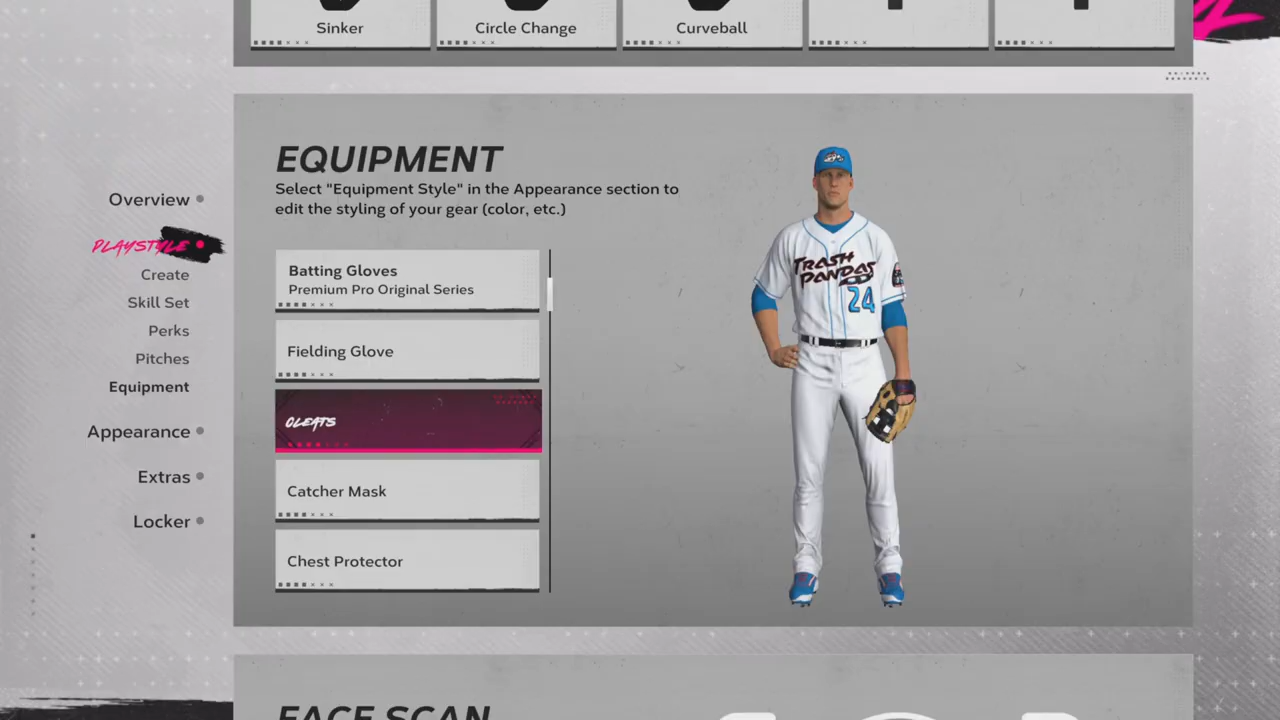 Sinker
Circle Change
Curveball
EQUIPMENT
Select "Equipment Style" in the Appearance section to
edit the styling of your gear (color, etc.)
Overview
PLAYSTYLE
Create
Skill Set
Perks
Pitches
Equipment
Appearance
Extras
Locker
Batting Gloves
Premium Pro Original Series
Fielding Glove
CLEATS
Catcher Mask
Chest Protector
TRASH
PANDAS
24
FACE SCAN